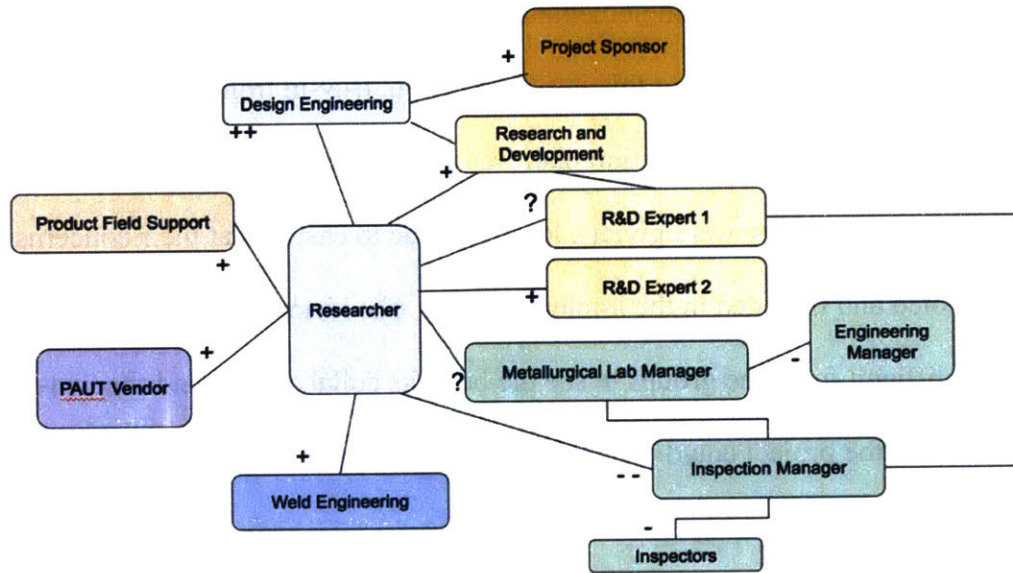 Project Sponsor
+
Design Engineering
++
Research and
Development
+
Product Field Support
+
?
R&D Expert 1
R&D Expert 2
+
Researcher
Engineering
Manager
-
Metallurgical Lab Manager
?
PAUT Vendor
+
Inspection Manager
--
+
Weld Engineering
-
Inspectors